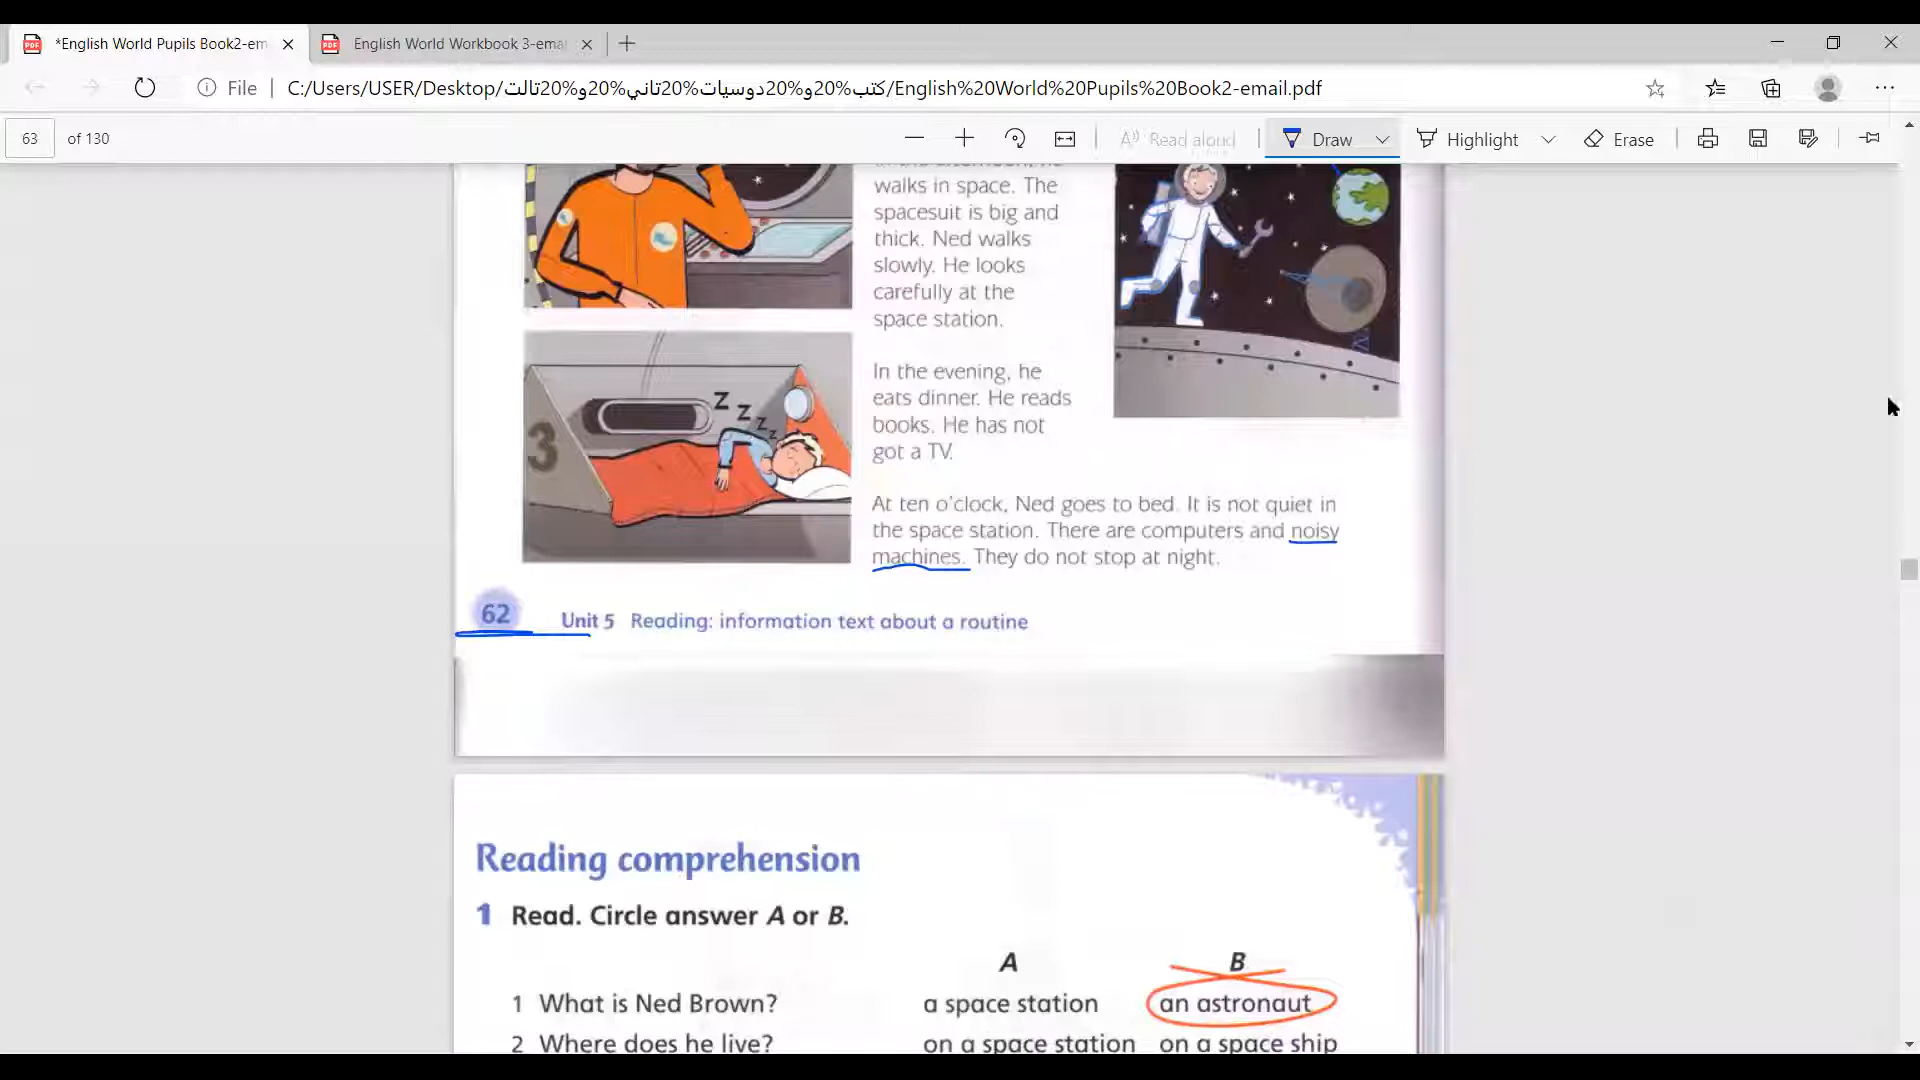 *English World Pupils Book2-em
English World Workbook 3-emai
File
C:/Users/USER/Desktop/كتب%20و%20دوسيات%20تاني%20و%20تالت/English%20World%20Pupils%20Book2-email.pdf
63 of 130
Read aloud
Draw
Highlight
Erase
walks in space. The
spacesuit is big and
thick. Ned walks
slowly. He looks
carefully at the
space station.
In the evening, he
eats dinner. He reads
books. He has not
got a TV.
At ten o'clock, Ned goes to bed. It is not quiet in
the space station. There are computers and noisy
machines. They do not stop at night.
3
Z Z Z Z
62 Unit 5 Reading: information text about a routine
Reading comprehension
1 Read. Circle answer A or B.
A B
1 What is Ned Brown? a space station an astronaut
2 Where does he live? on a space station on a space ship